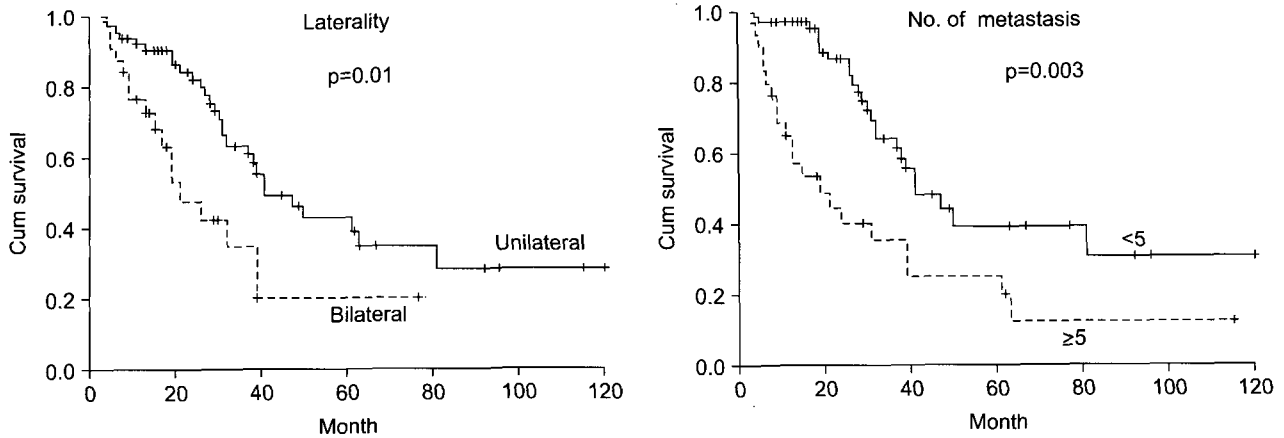 Laterality
p=0.01
Cum survival
1.0
0.8
0.6
0.4
0.2
0.0
Unilateral
Bilateral
0 20 40 60 80 100 120
Month
No. of metastasis
p=0.003
Cum survival
1.0
0.8
0.6
0.4
0.2
0.0
<5
≥5
0 20 40 60 80 100 120
Month